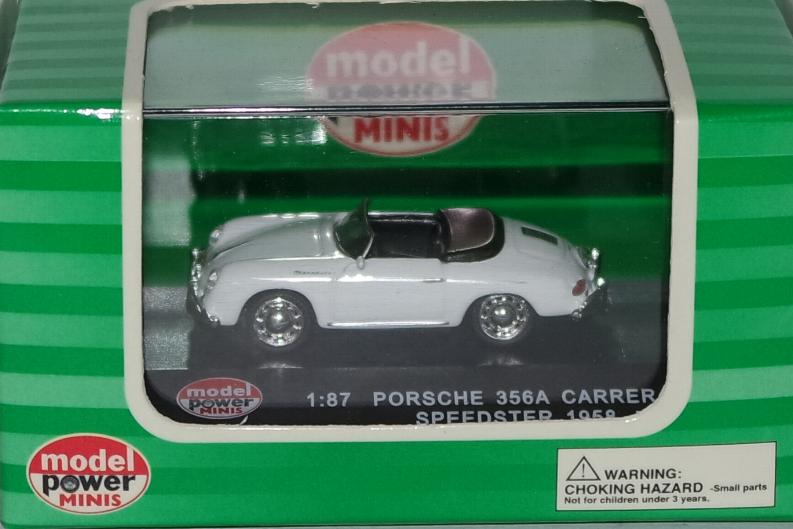 model
power
MINIS
model
power
MINIS
1:87 PORSCHE 356A CARRER
SPEEDSTER 1958
model
power
MINIS
WARNING:
CHOKING HAZARD -Small parts
Not for children under 3 years.